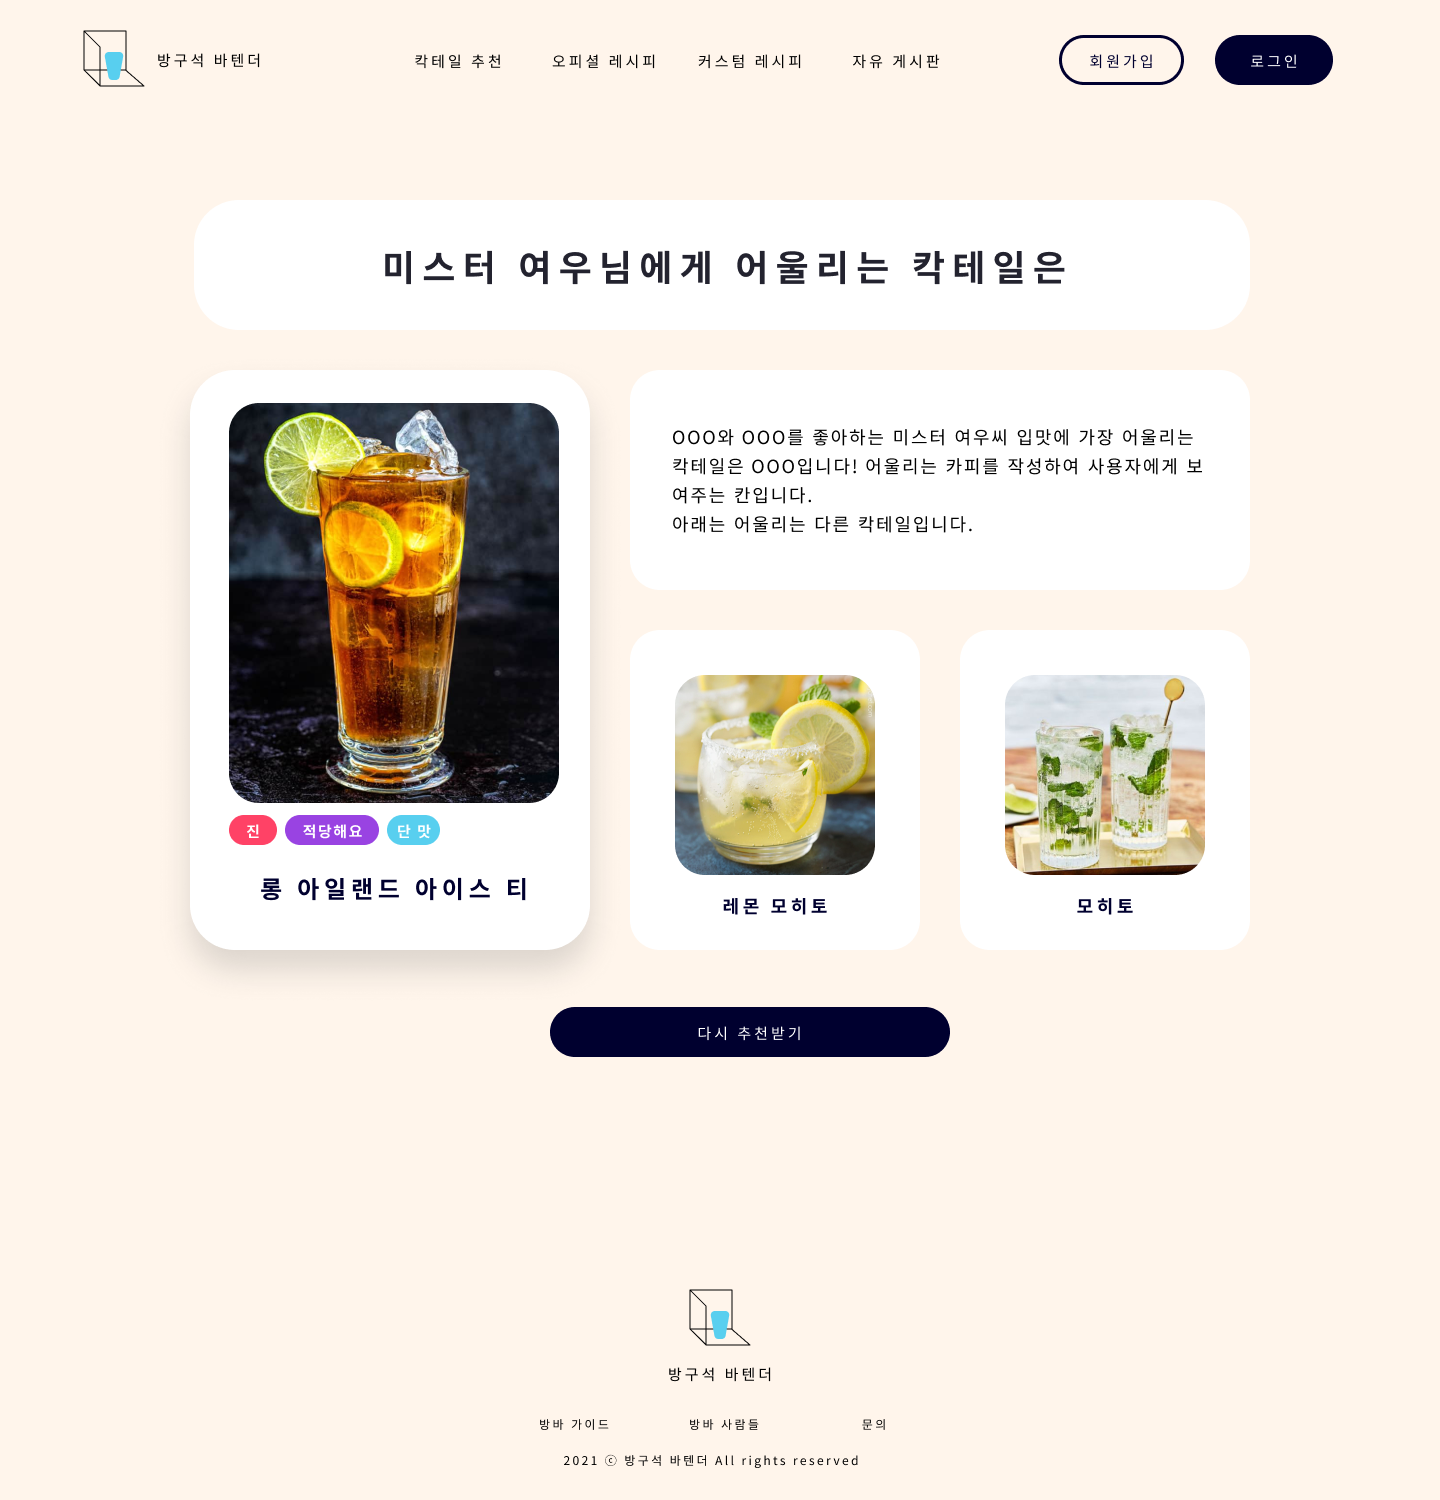 방구석 바텐더
칵테일 추천
오피셜 레시피
커스텀 레시피
자유 게시판
회원가입
로그인
미스터 여우님에게 어울리는 칵테일은
OOO와 OOO를 좋아하는 미스터 여우씨 입맛에 가장 어울리는
칵테일은 OOO입니다! 어울리는 카피를 작성하여 사용자에게 보
여주는 칸입니다.
아래는 어울리는 다른 칵테일입니다.
진
적당해요
단 맛
롱 아일랜드 아이스 티
레몬 모히토
모히토
다시 추천받기
방구석 바텐더
방바 가이드
방바 사람들
문의
2021 ⓒ 방구석 바텐더 All rights reserved